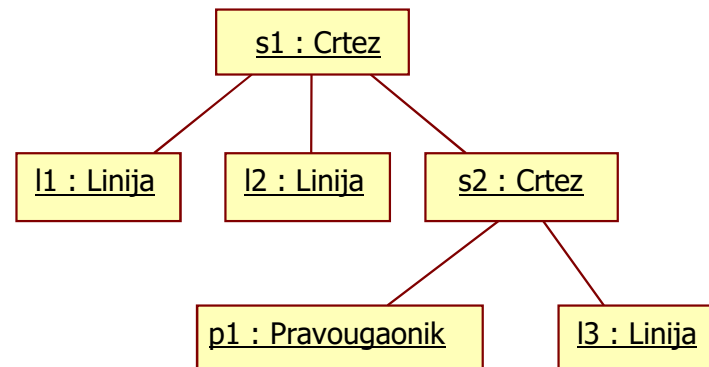 s1 : Crtez
l1 : Linija
l2 : Linija
s2 : Crtez
p1 : Pravougaonik
l3 : Linija